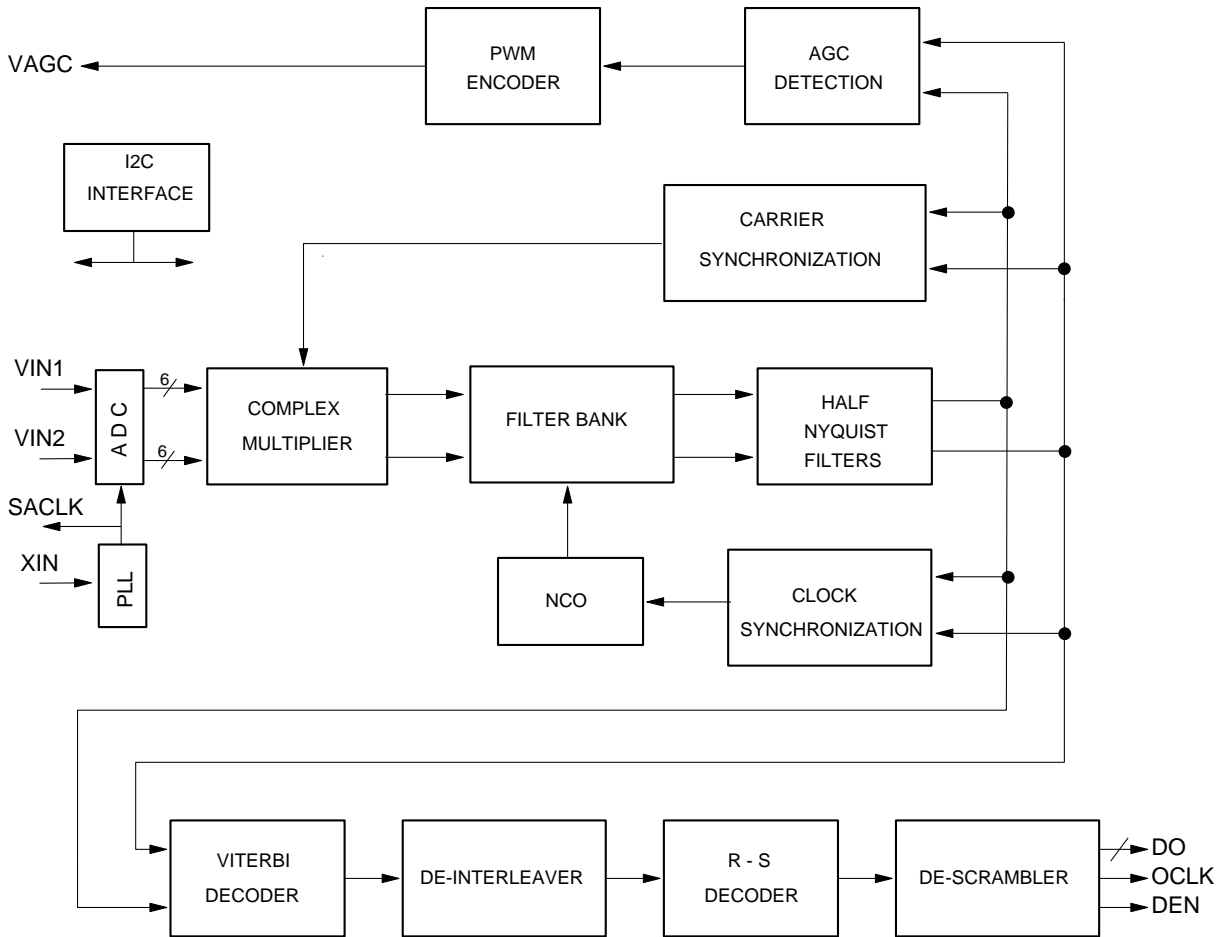 VAGC
PWM
ENCODER
AGC
DETECTION
I2C
INTERFACE
CARRIER
SYNCHRONIZATION
VIN1
VIN2
ADC
6
6
COMPLEX
MULTIPLIER
FILTER BANK
HALF
NYQUIST
FILTERS
SACLK
XIN
PLL
NCO
CLOCK
SYNCHRONIZATION
VITERBI
DECODER
DE-INTERLEAVER
R - S
DECODER
DE-SCRAMBLER
DO
OCLK
DEN